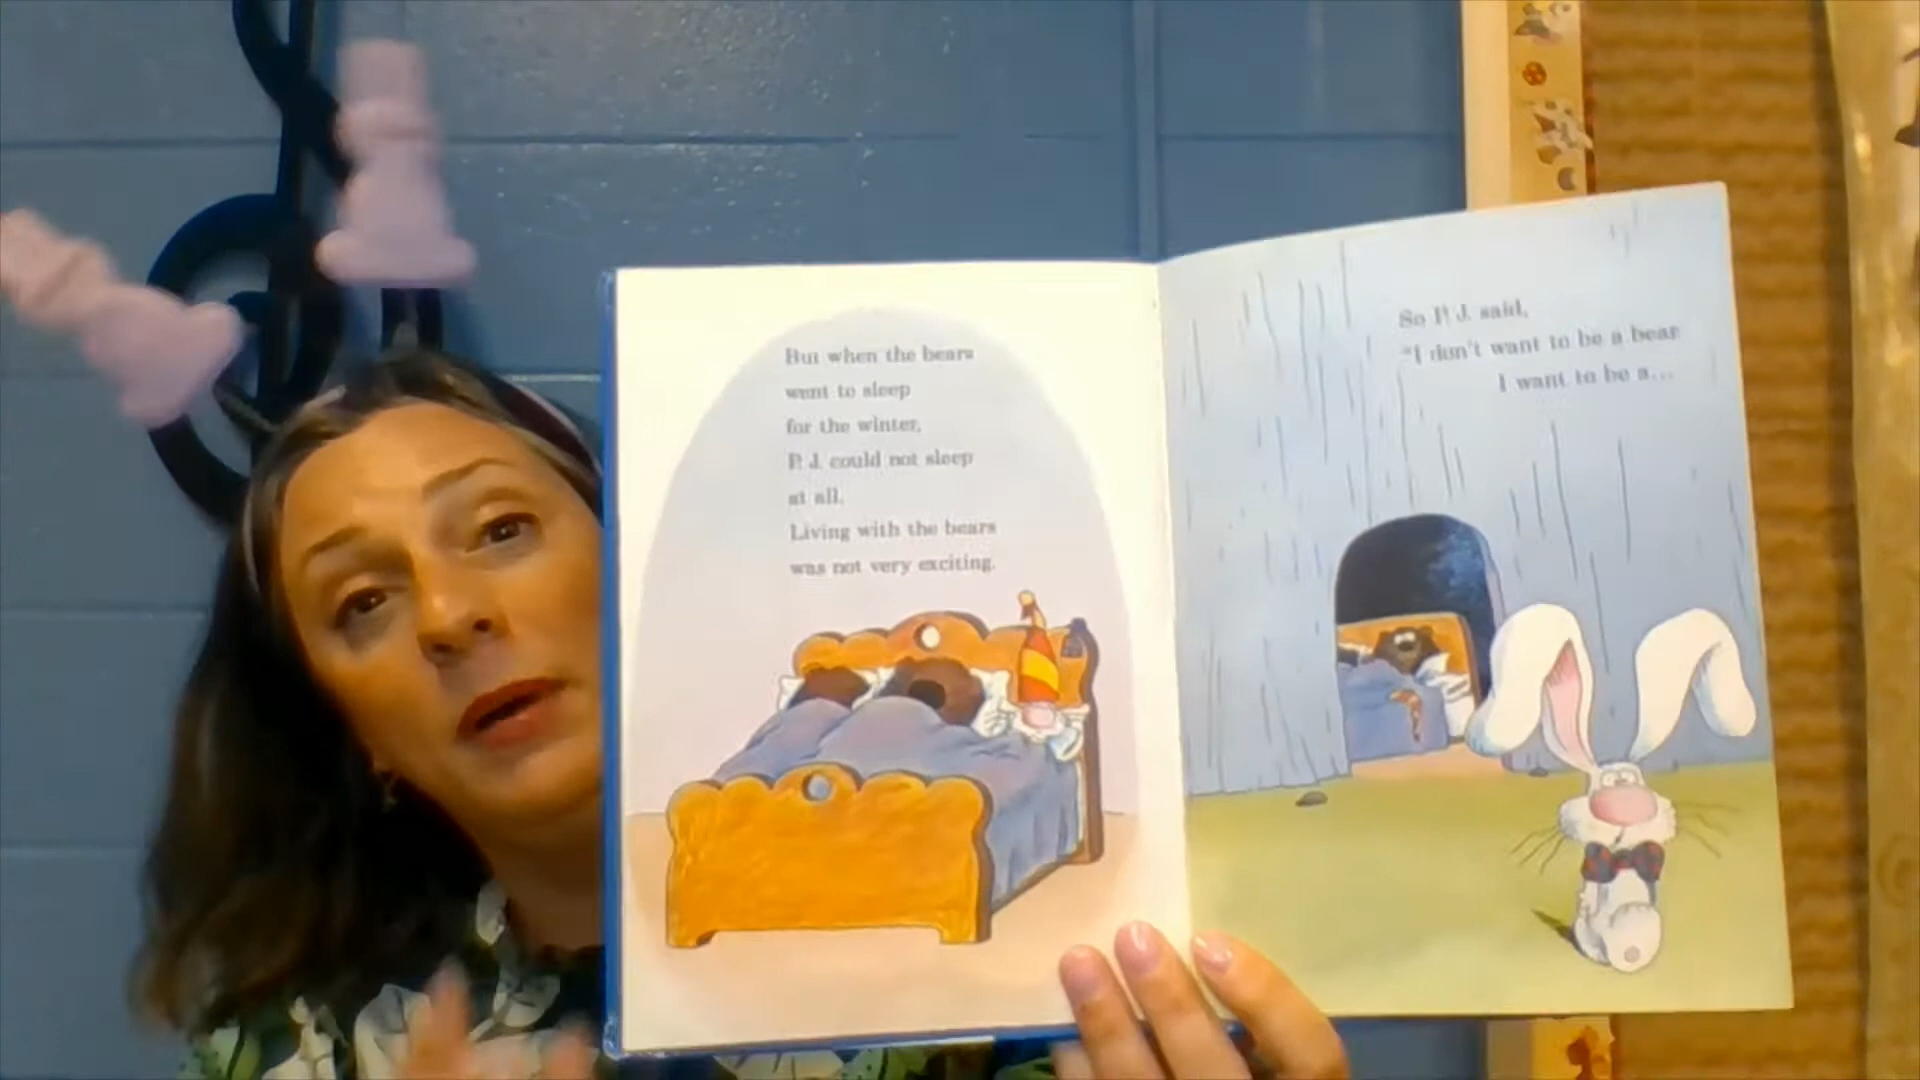 But when the bears
went to sleep
for the winter,
P. J. could not sleep
at all.
Living with the bears
was not very exciting.
So P. J. said,
"I don't want to be a bear.
I want to be a...